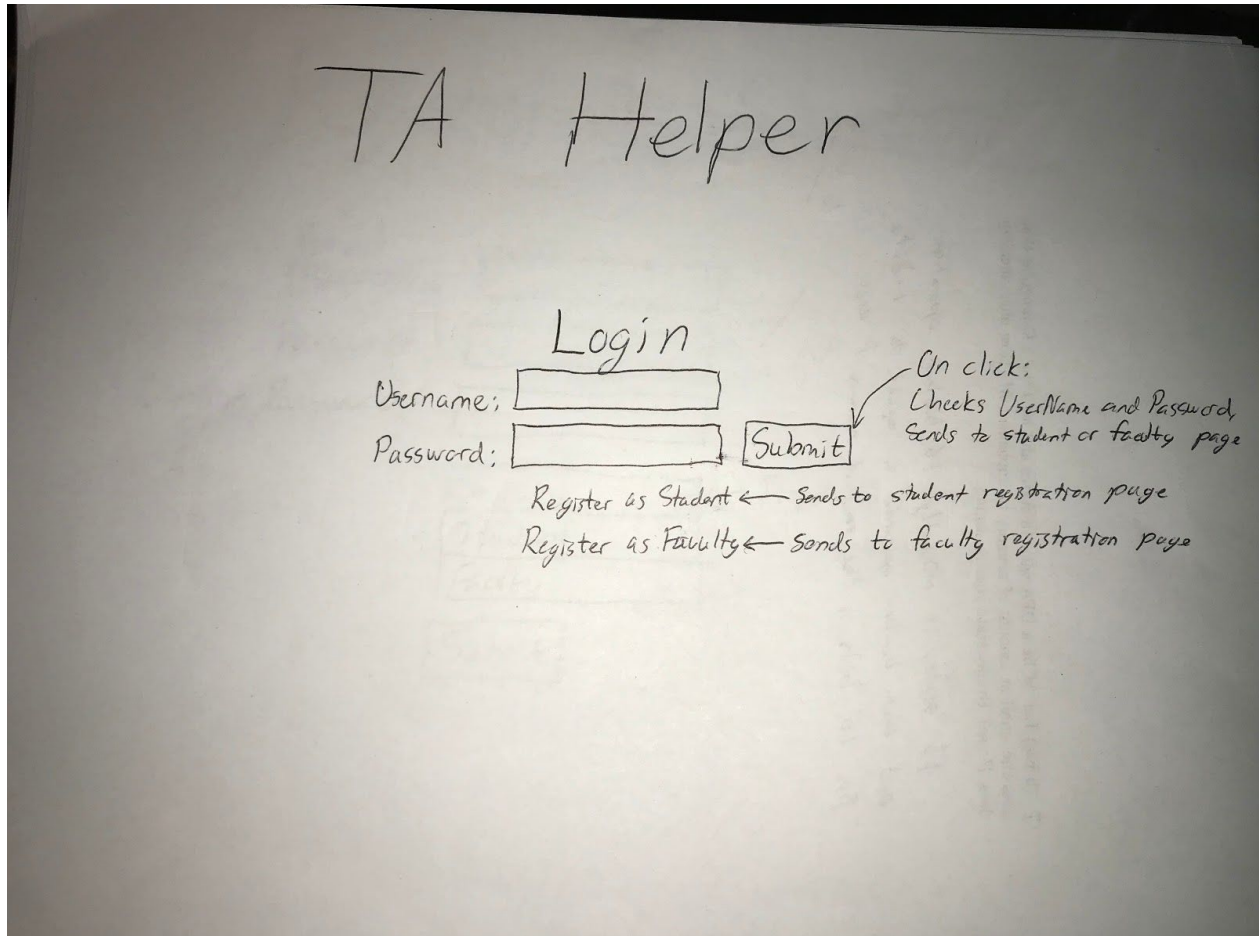 TA Helper
Login
Username:
Password:
Submit
On click:
Checks UserName and Password,
Sends to student or faculty page
Register as Student ← Sends to student registration page
Register as Faculty ← Sends to faculty registration page